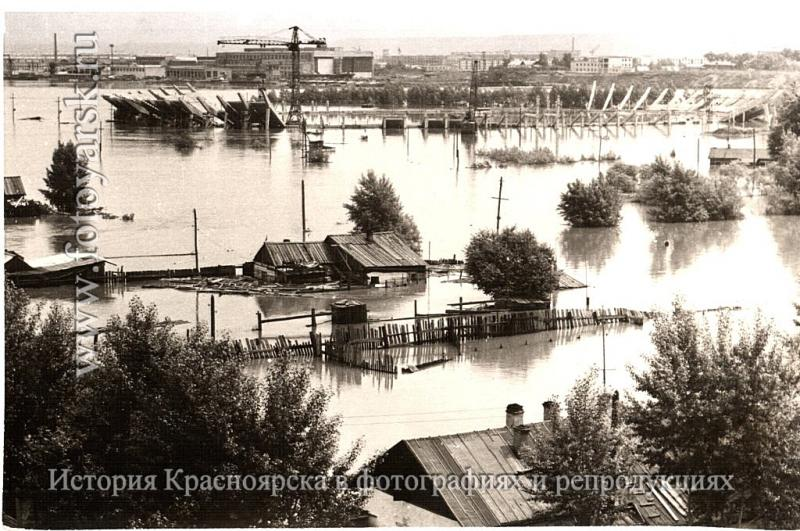 www.fotoyarsk.ru
История Красноярска в фотографиях и репродукциях